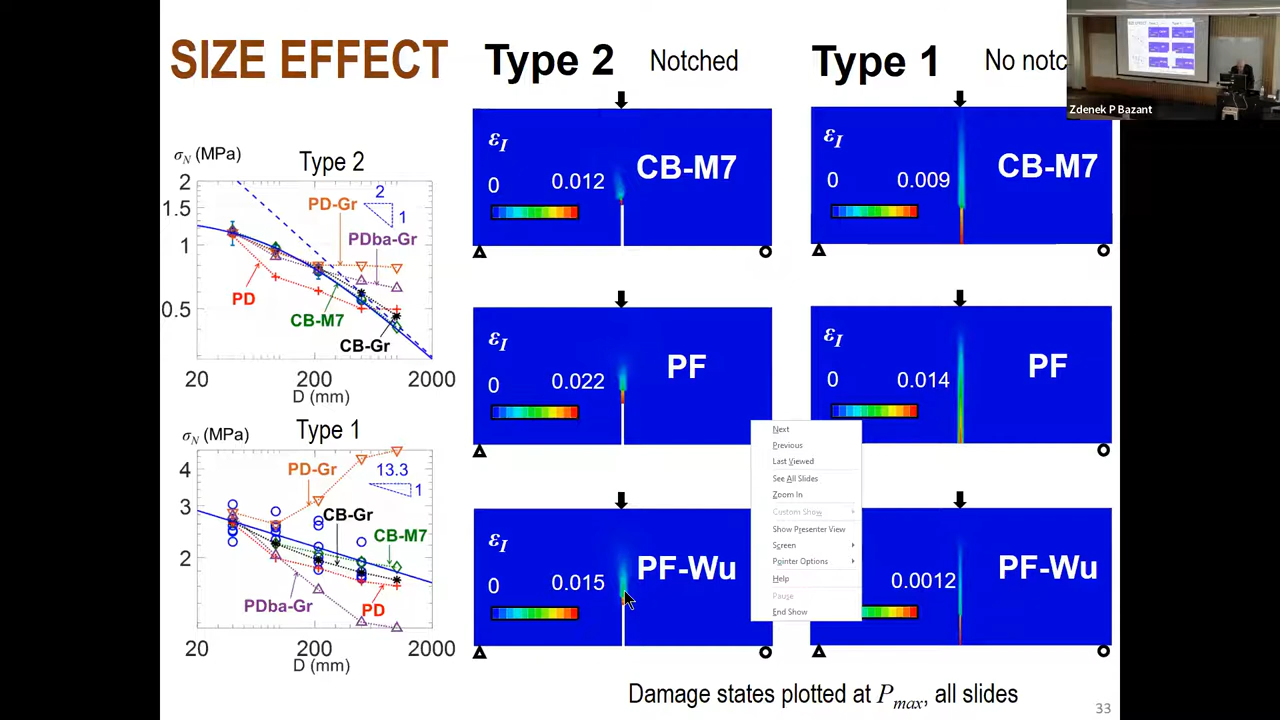 SIZE EFFECT
Type 2 Notched
Type 1 No notc
Zdenek P Bazant
σN (MPa) Type 2
2
1.5
1
0.5
2
1
PD-Gr
PDba-Gr
PD
CB-M7
CB-Gr
20 200 2000
D (mm)
σN (MPa) Type 1
4
3
2
PD-Gr
13.3
1
CB-Gr
CB-M7
PDba-Gr
PD
20 200 2000
D (mm)
εI
0 0.012
CB-M7
εI
0 0.009
CB-M7
εI
0 0.022
PF
εI
0 0.014
PF
εI
0 0.015
PF-Wu
0.0012
PF-Wu
Next
Previous
Last Viewed
See All Slides
Zoom In
Custom Show
Show Presenter View
Screen
Pointer Options
Help
Pause
End Show
Damage states plotted at Pmax, all slides
33